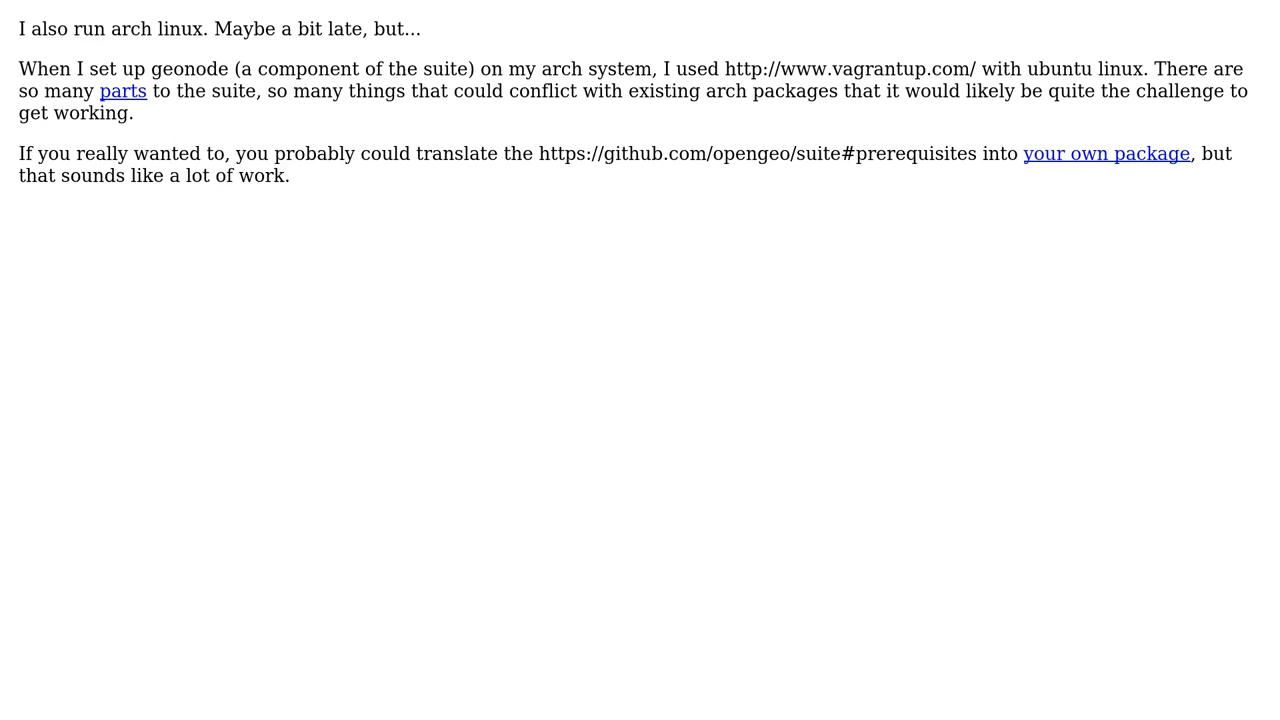 I also run arch linux. Maybe a bit late, but...
When I set up geonode (a component of the suite) on my arch system, I used http://www.vagrantup.com/ with ubuntu linux. There are
so many parts to the suite, so many things that could conflict with existing arch packages that it would likely be quite the challenge to
get working.
If you really wanted to, you probably could translate the https://github.com/opengeo/suite#prerequisites into your own package, but
that sounds like a lot of work.